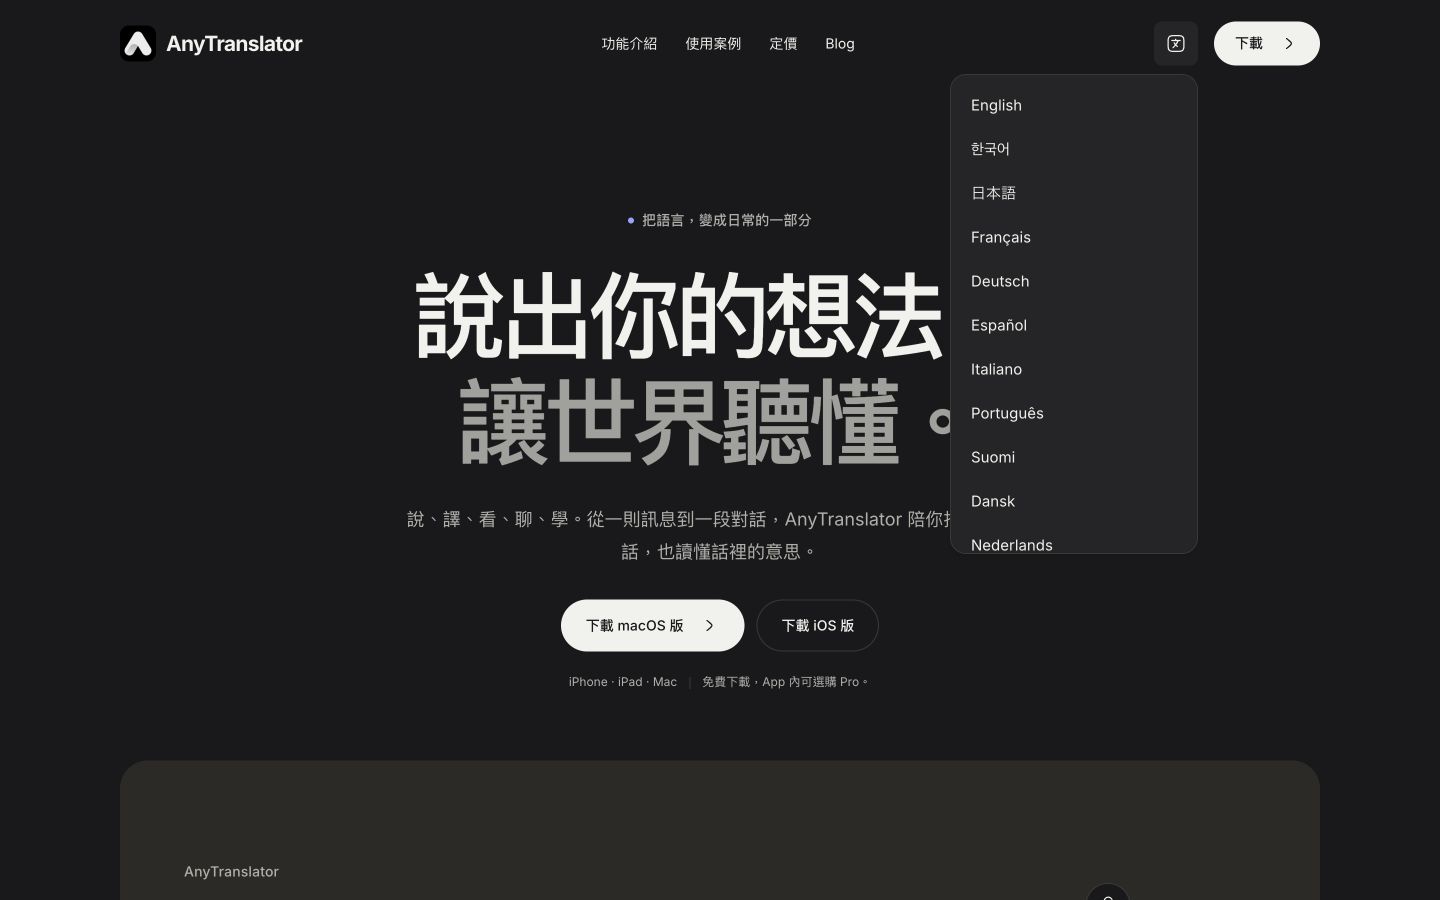 AnyTranslator
功能介紹
使用案例
定價
Blog
下載
English
한국어
日本語
Français
Deutsch
Español
Italiano
Português
Suomi
Dansk
Nederlands
把語言，變成日常的一部分
說出你的想法
讓世界聽懂。
說、譯、看、聊、學。從一則訊息到一段對話，AnyTranslator 陪你
話，也讀懂話裡的意思。
下載 macOS 版
下載 iOS 版
iPhone · iPad · Mac | 免費下載，App 內可選購 Pro。
AnyTranslator